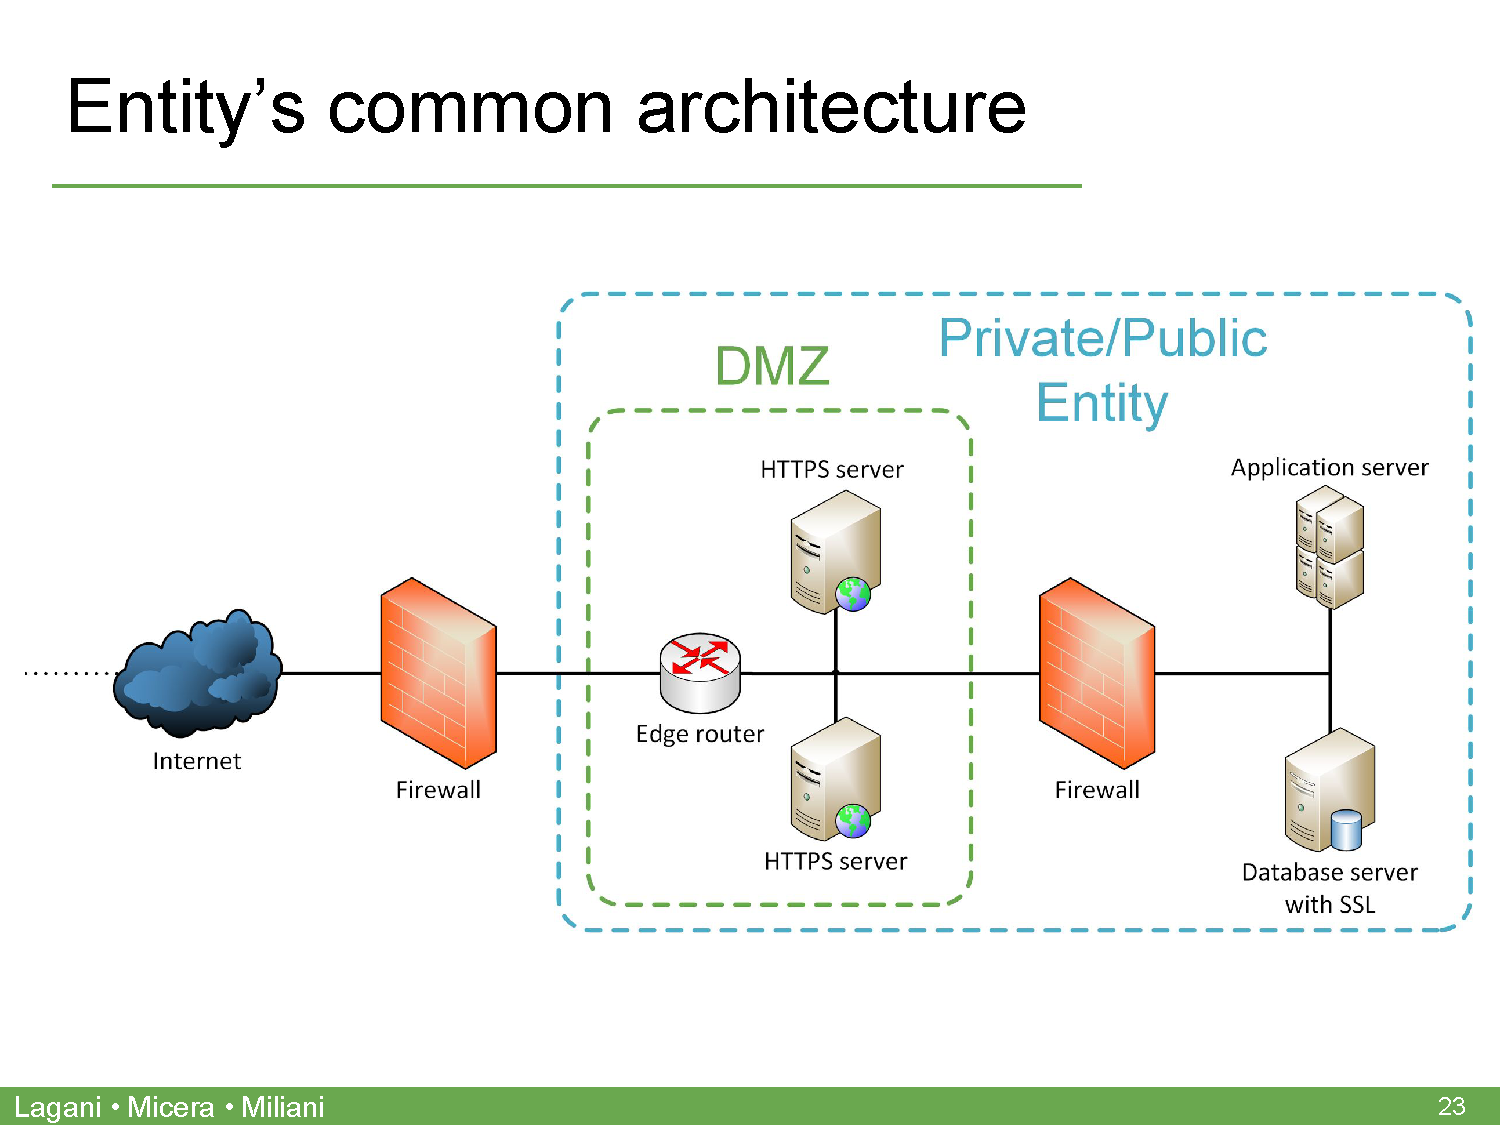 Entity’s common architecture
Private/Public
Entity
DMZ
HTTPS server
Application server
Edge router
Internet
Firewall
Firewall
HTTPS server
Database server
with SSL
Lagani • Micera • Miliani
23